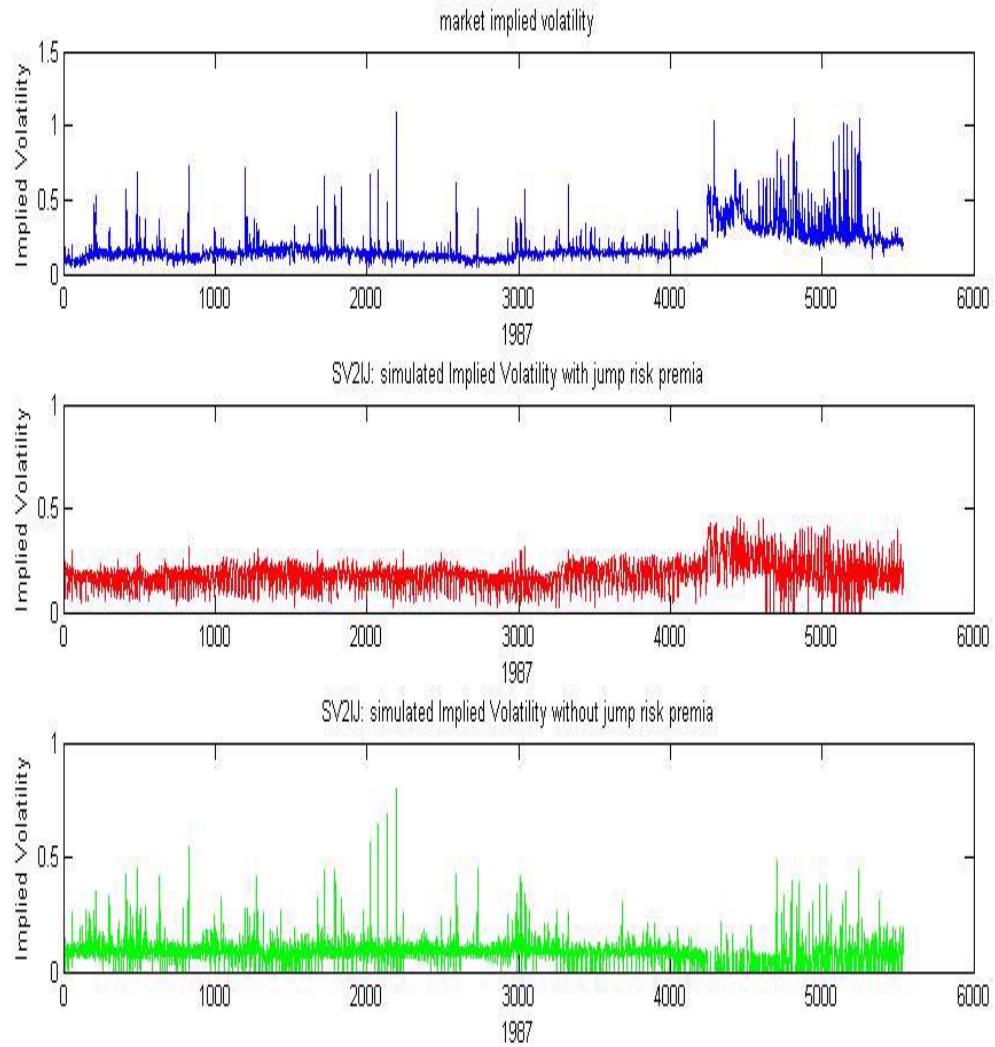 market implied volatility
Implied Volatility
1.5
1
0.5
0
0 1000 2000 3000 4000 5000 6000
1987
SV2IJ: simulated Implied Volatility with jump risk premia
Implied Volatility
1
0.5
0
0 1000 2000 3000 4000 5000 6000
1987
SV2IJ: simulated Implied Volatility without jump risk premia
Implied Volatility
1
0.5
0
0 1000 2000 3000 4000 5000 6000
1987